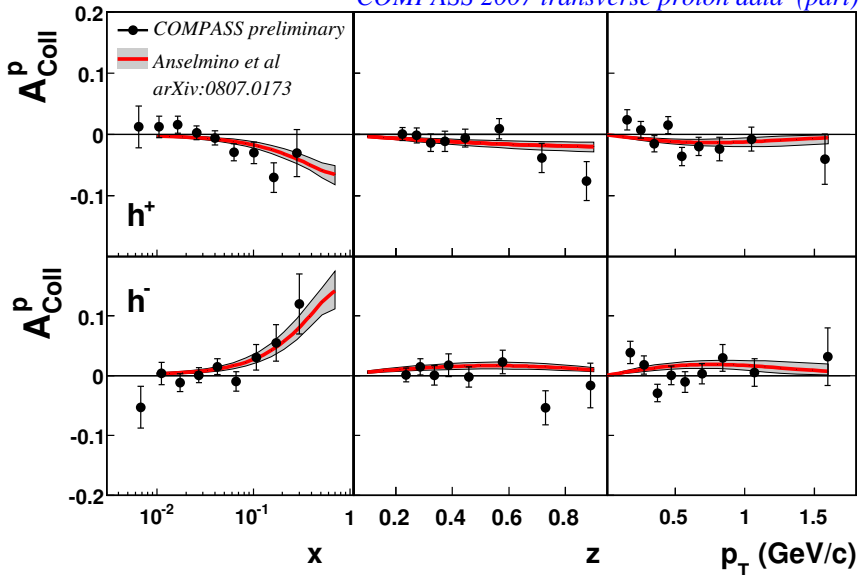 COMPASS 2007 transverse proton data (part)
0.2
A^p_Coll
COMPASS preliminary
Anselmino et al
arXiv:0807.0173
0.1
0
-0.1
h^+
A^p_Coll
h^-
0.1
0
-0.1
-0.2
10^-2 10^-1 1 0.2 0.4 0.6 0.8 0.5 1 1.5
x z p_T (GeV/c)